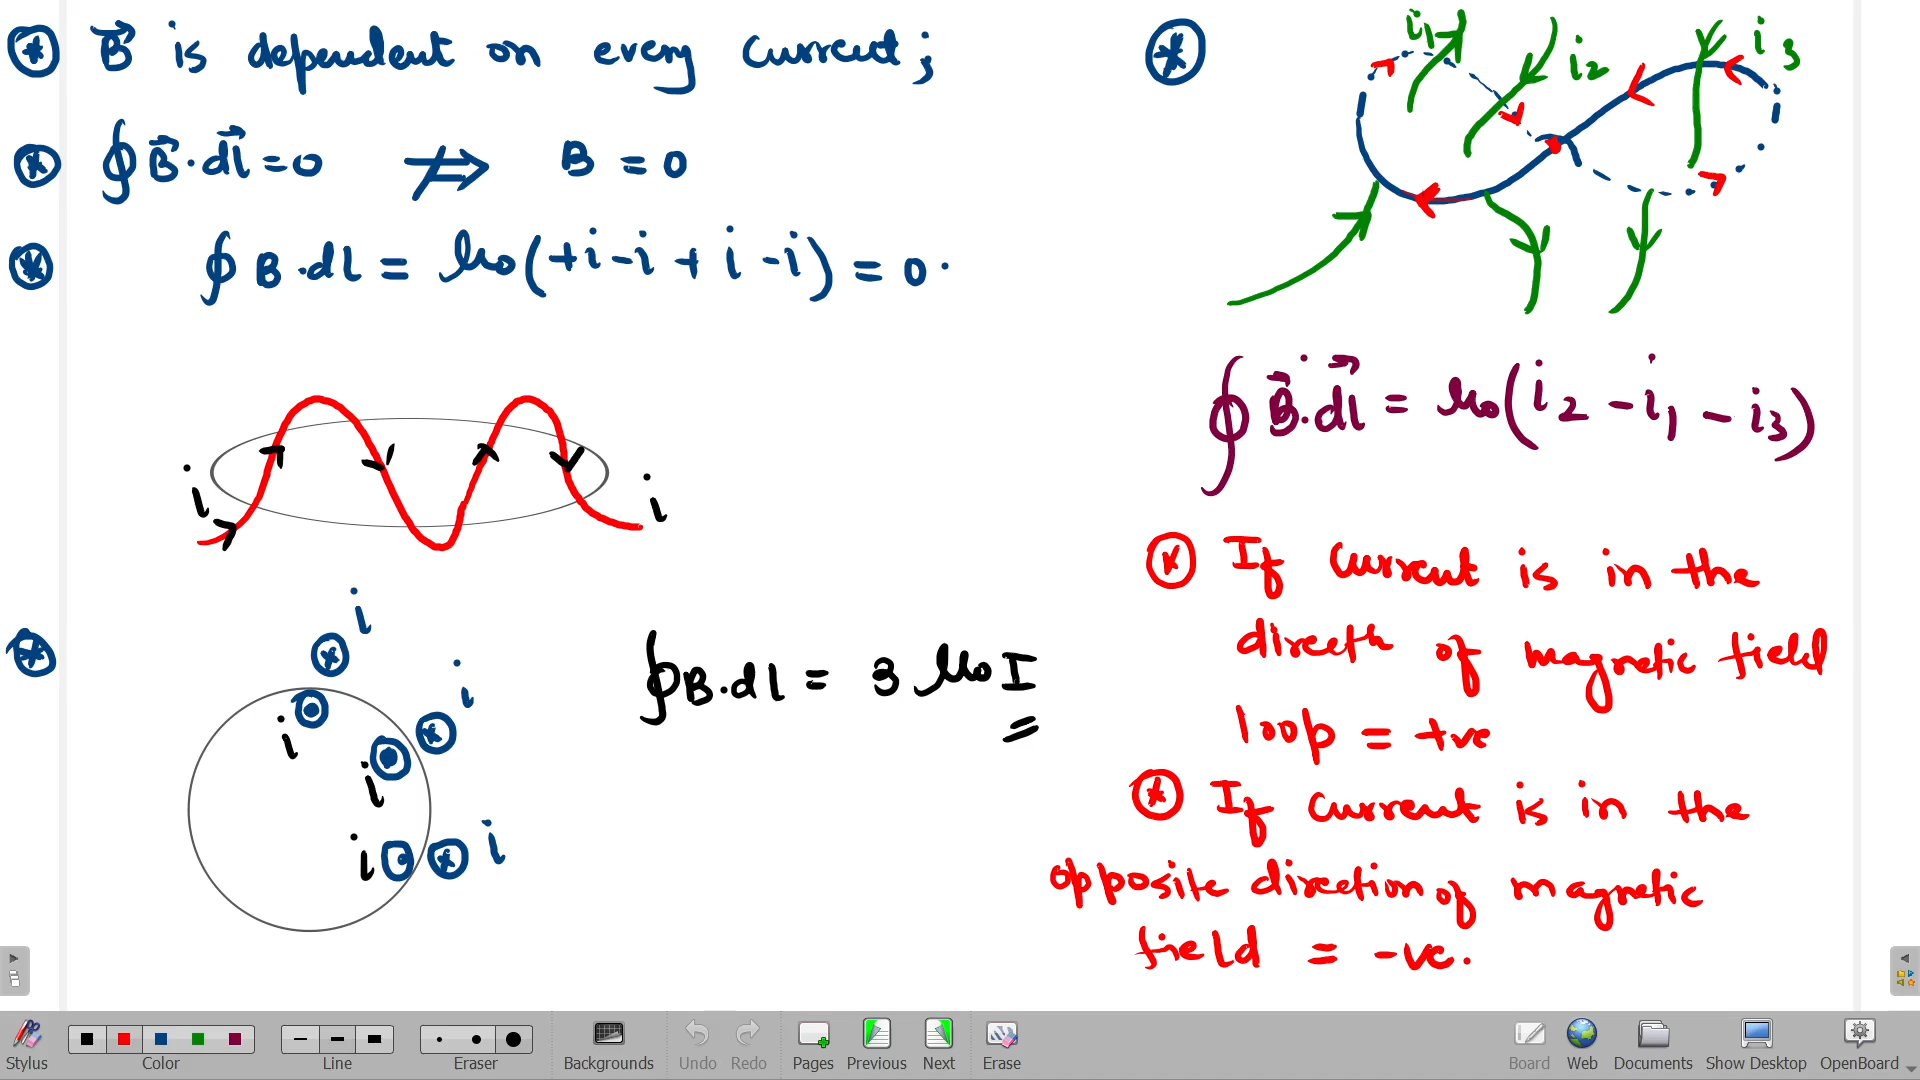 B⃗ is dependent on every current;
∮ B⃗·dl⃗ = 0 ⇏ B = 0
∮ B·dl = μ₀(+i-i+i-i) = 0·
i
i
i
i
i
i
i
i
∮B·dl = 3μ₀I
i₁
i₂
i₃
∮ B⃗·dl⃗ = μ₀(i₂ - i₁ - i₃)
If current is in the
directh of magnetic field
loop = +ve
If current is in the
opposite direction of magnetic
field = -ve.
Stylus Color Line Eraser Backgrounds Undo Redo Pages Previous Next Erase Board Web Documents Show Desktop OpenBoard